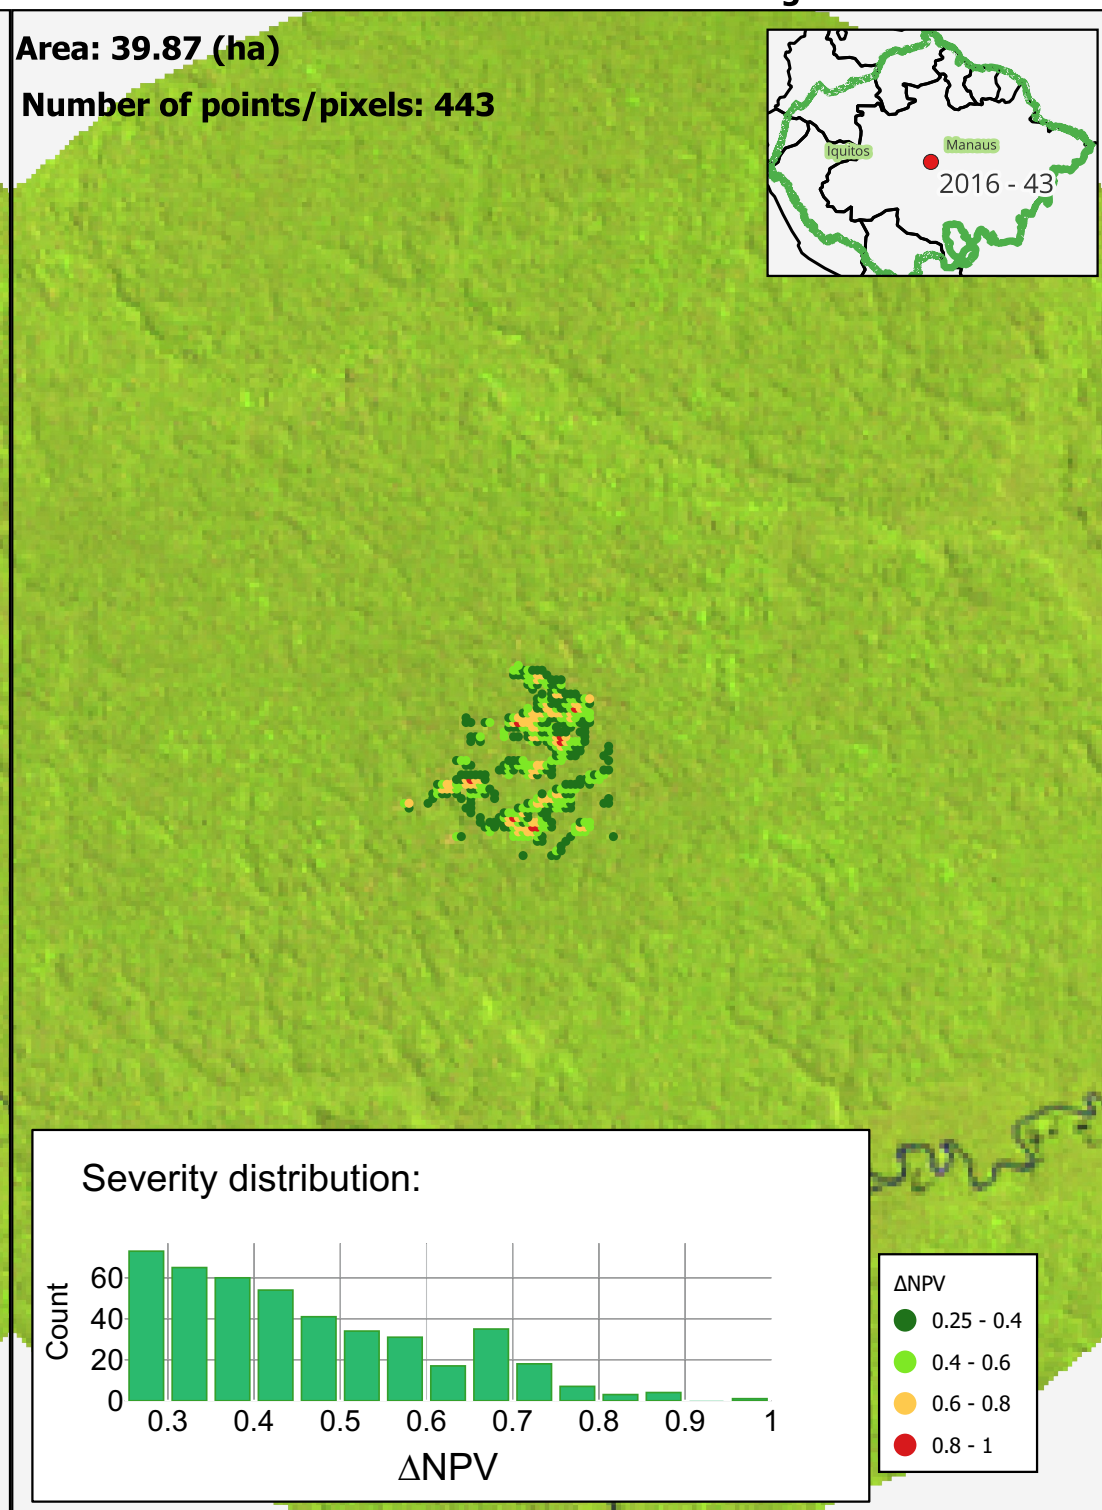 Area: 39.87 (ha)
Number of points/pixels: 443
Iquitos
Manaus
2016 - 43
Severity distribution:
Count
60
40
20
0
0.3 0.4 0.5 0.6 0.7 0.8 0.9 1
ΔNPV
ΔNPV
0.25 - 0.4
0.4 - 0.6
0.6 - 0.8
0.8 - 1